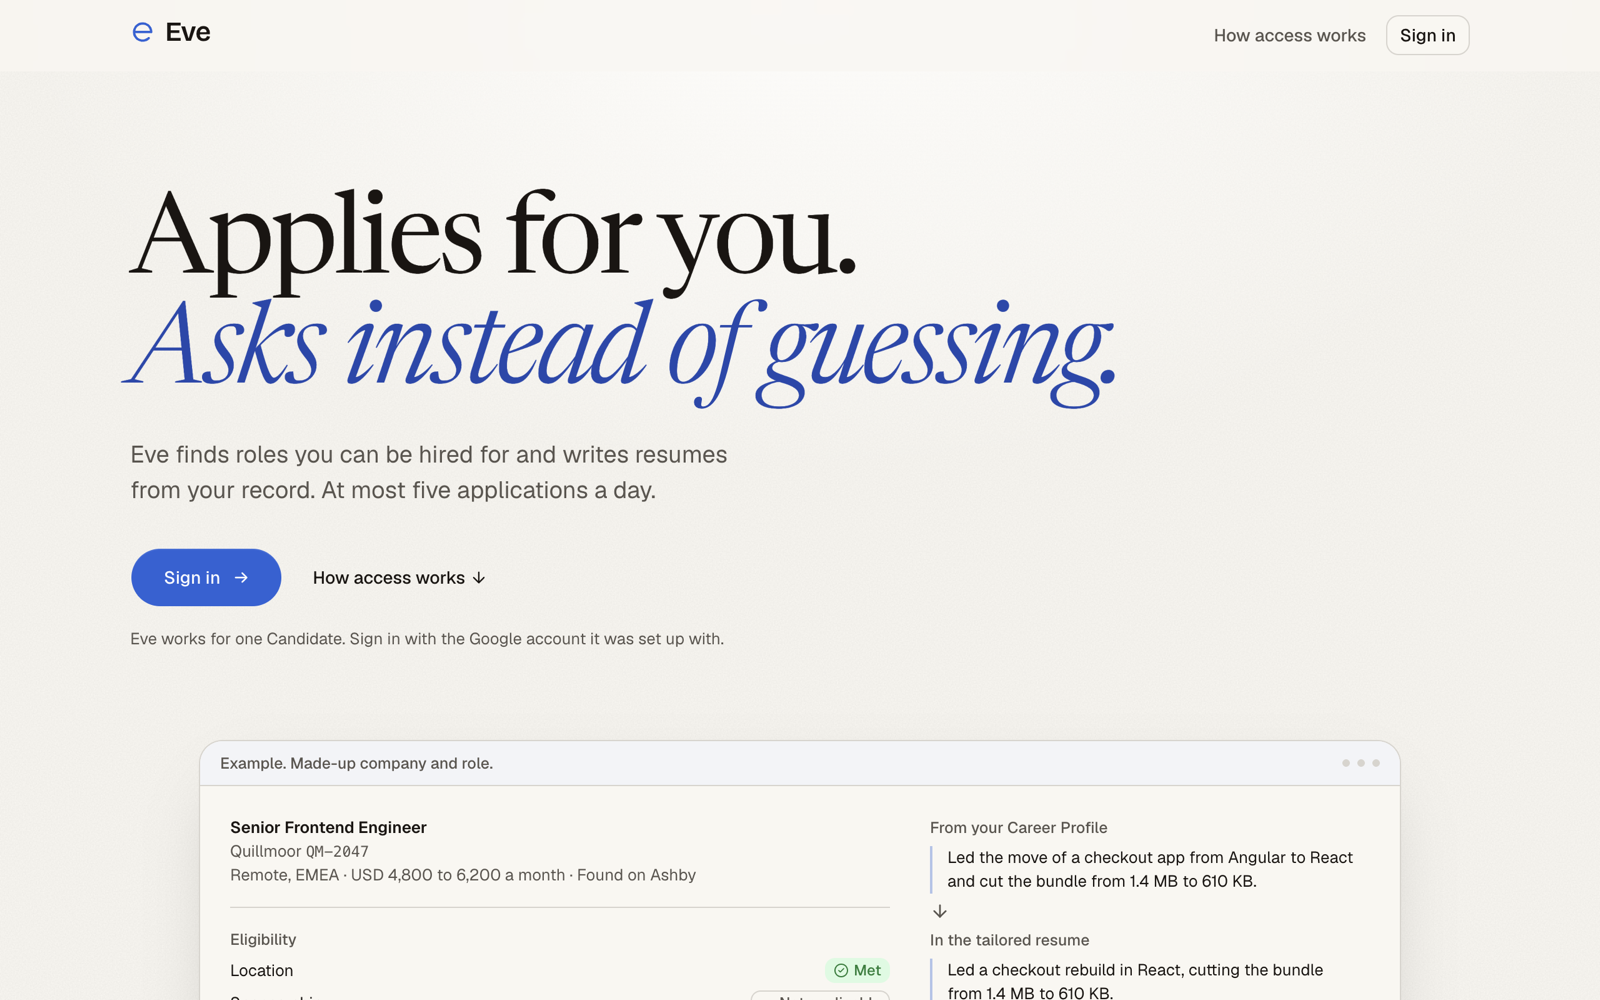 e Eve
How access works
Sign in
Applies for you.
Asks instead of guessing.
Eve finds roles you can be hired for and writes resumes
from your record. At most five applications a day.
Sign in →
How access works ↓
Eve works for one Candidate. Sign in with the Google account it was set up with.
Example. Made-up company and role.
Senior Frontend Engineer
Quillmoor QM–2047
Remote, EMEA · USD 4,800 to 6,200 a month · Found on Ashby
Eligibility
Location
Met
From your Career Profile
Led the move of a checkout app from Angular to React
and cut the bundle from 1.4 MB to 610 KB.
↓
In the tailored resume
Led a checkout rebuild in React, cutting the bundle
from 1.4 MB to 610 KB.